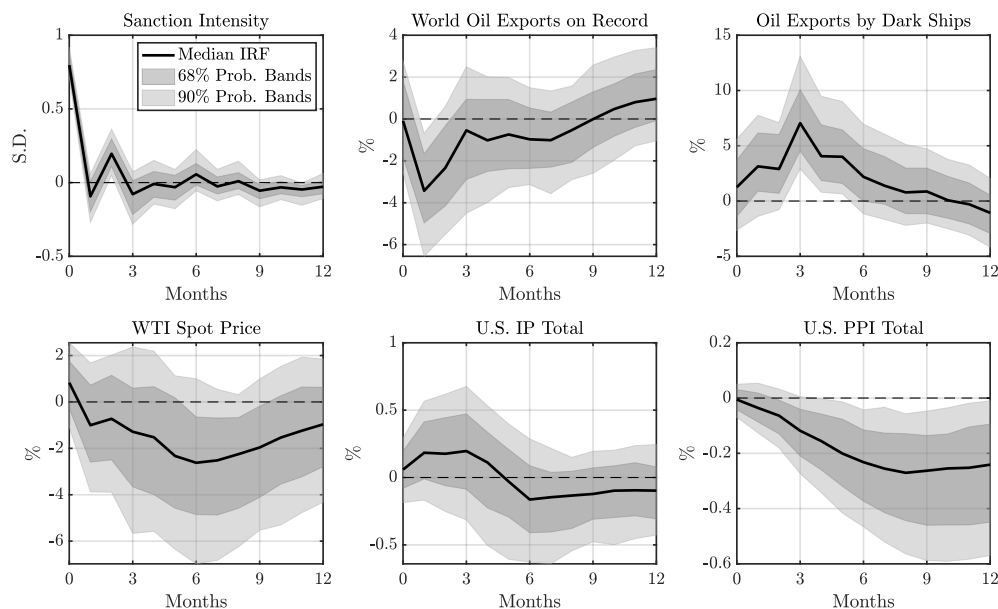 Sanction Intensity
1
0.5
0
-0.5
S.D.
Median IRF
68% Prob. Bands
90% Prob. Bands
0 3 6 9 12
Months
World Oil Exports on Record
4
2
0
-2
-4
-6
%
0 3 6 9 12
Months
Oil Exports by Dark Ships
15
10
5
0
-5
%
0 3 6 9 12
Months
WTI Spot Price
2
0
-2
-4
-6
%
0 3 6 9 12
Months
U.S. IP Total
1
0.5
0
-0.5
%
0 3 6 9 12
Months
U.S. PPI Total
0.2
0
-0.2
-0.4
-0.6
%
0 3 6 9 12
Months